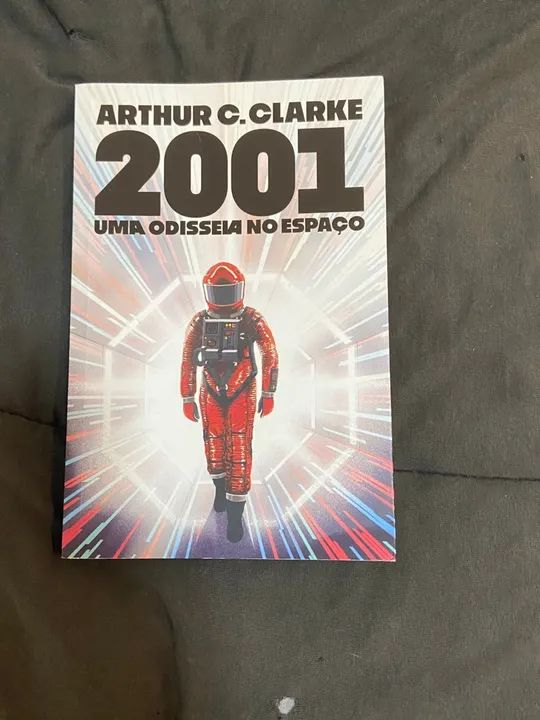 ARTHUR C. CLARKE
2001
UMA ODISSEIA NO ESPAÇO